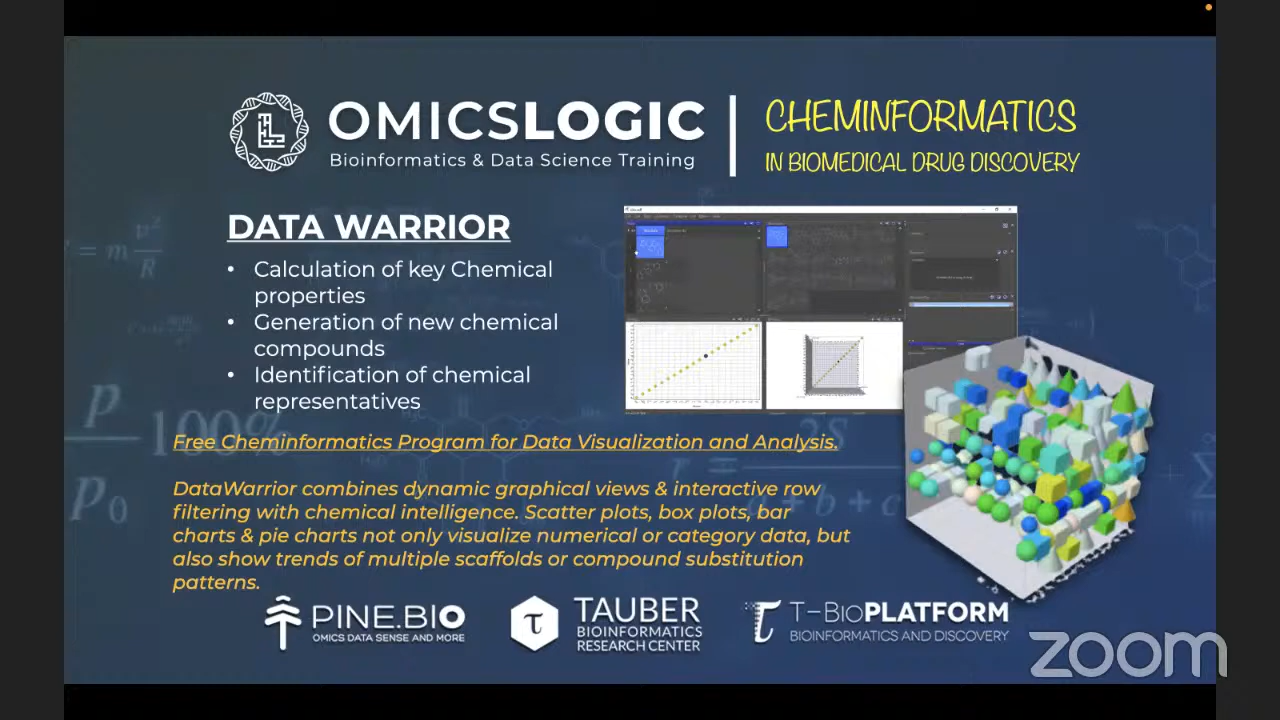 OMICSLOGIC
Bioinformatics & Data Science Training
CHEMINFORMATICS
IN BIOMEDICAL DRUG DISCOVERY
DATA WARRIOR
• Calculation of key Chemical
properties
• Generation of new chemical
compounds
• Identification of chemical
representatives
Free Cheminformatics Program for Data Visualization and Analysis.
DataWarrior combines dynamic graphical views & interactive row
filtering with chemical intelligence. Scatter plots, box plots, bar
charts & pie charts not only visualize numerical or category data, but
also show trends of multiple scaffolds or compound substitution
patterns.
p
p0
100%
r =
2S
a + b + c
= m v²
R
Σ
∞
PINE.BIO
OMICS DATA SENSE AND MORE
τ
TAUBER
BIOINFORMATICS
RESEARCH CENTER
T-BioPLATFORM
BIOINFORMATICS AND DISCOVERY
zoom